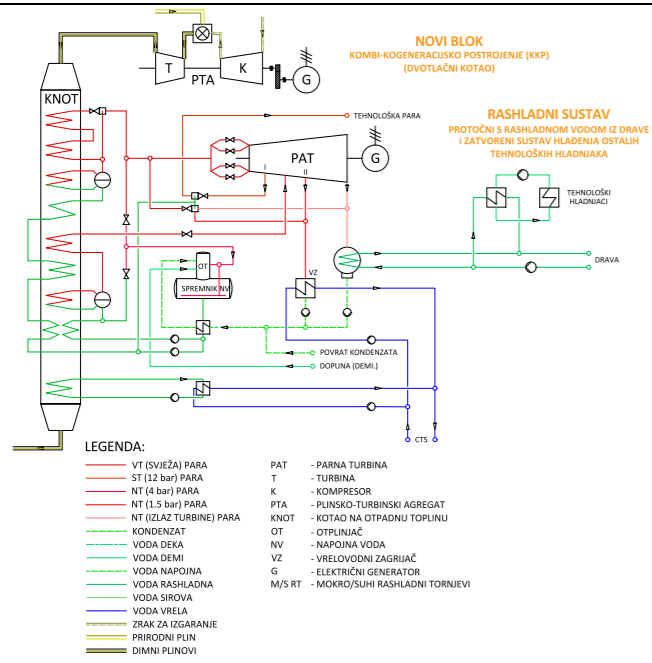 NOVI BLOK
KOMBI-KOGENERACIJSKO POSTROJENJE (KKP)
(DVOTLAČNI KOTAO)
T
PTA
K
G
KNOT
TEHNOLOŠKA PARA
RASHLADNI SUSTAV
PROTOČNI S RASHLADNOM VODOM IZ DRAVE
i ZATVORENI SUSTAV HLAĐENJA OSTALIH
TEHNOLOŠKIH HLADNJAKA
PAT
G
I
II
TEHNOLOŠKI
HLADNJACI
OT
SPREMNIK NV
VZ
DRAVA
POVRAT KONDENZATA
DOPUNA (DEMI.)
CTS
LEGENDA:
VT (SVJEŽA) PARA
ST (12 bar) PARA
NT (4 bar) PARA
NT (1.5 bar) PARA
NT (IZLAZ TURBINE) PARA
KONDENZAT
VODA DEKA
VODA DEMI
VODA NAPOJNA
VODA RASHLADNA
VODA SIROVA
VODA VRELA
ZRAK ZA IZGARANJE
PRIRODNI PLIN
DIMNI PLINOVI
PAT - PARNA TURBINA
T - TURBINA
K - KOMPRESOR
PTA - PLINSKO-TURBINSKI AGREGAT
KNOT - KOTAO NA OTPADNU TOPLINU
OT - OTPLINJAČ
NV - NAPOJNA VODA
VZ - VRELOVODNI ZAGRIJAČ
G - ELEKTRIČNI GENERATOR
M/S RT - MOKRO/SUHI RASHLADNI TORNJEVI